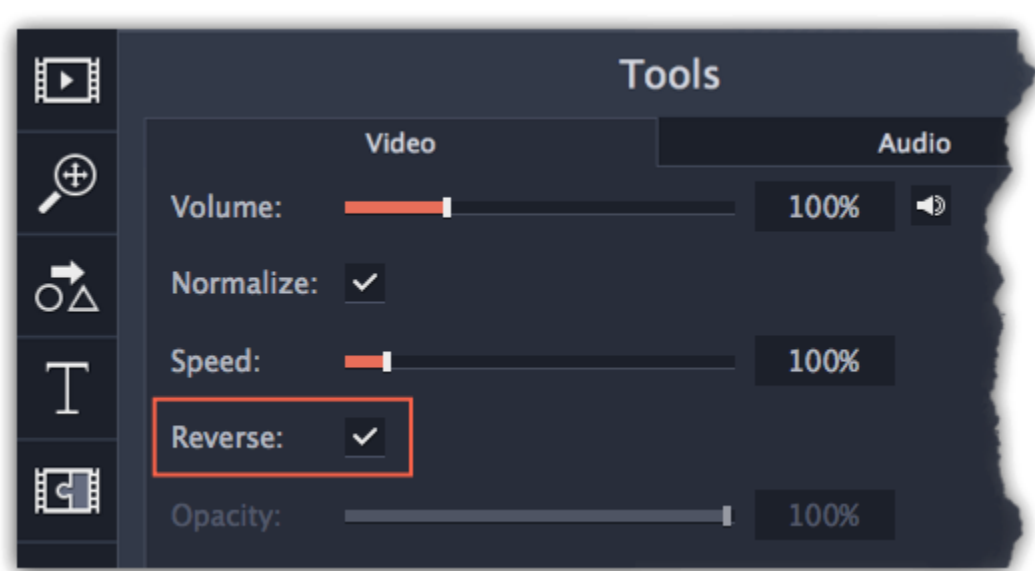 Tools
Video Audio
Volume: 100%
Normalize:
Speed: 100%
Reverse:
Opacity: 100%